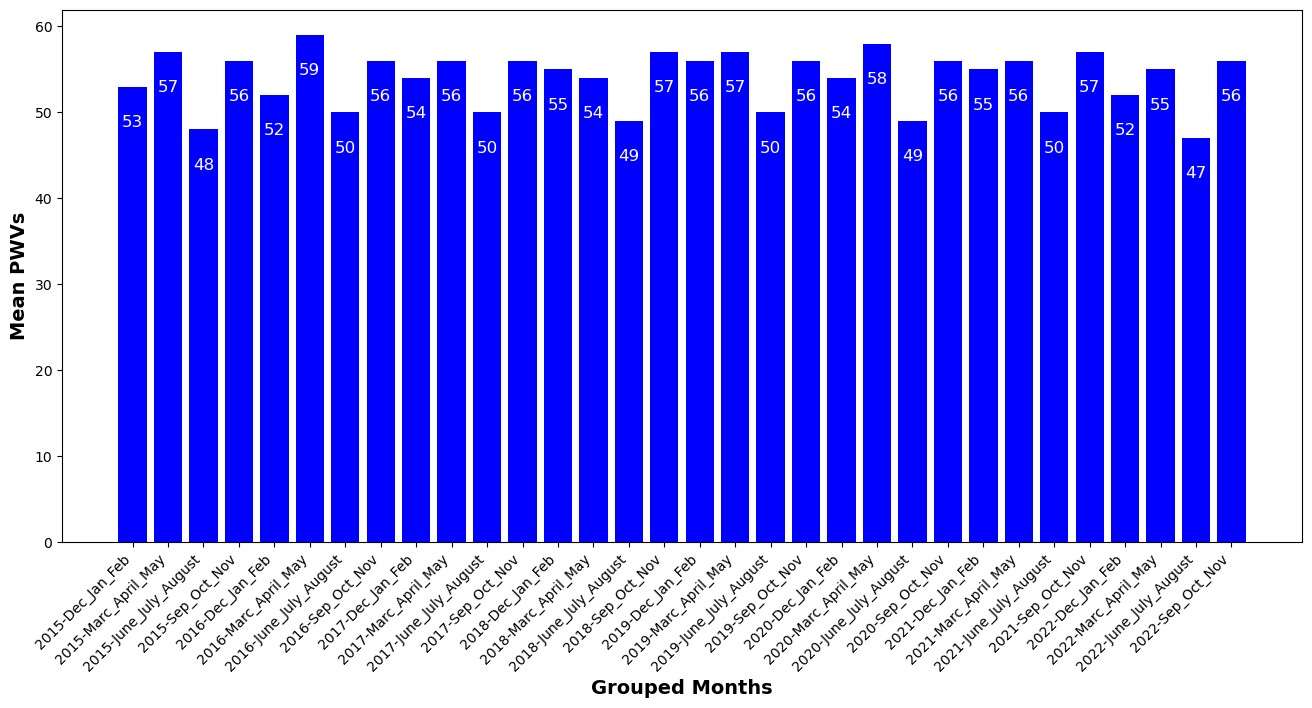 Mean PWVs
60
50
40
30
20
10
0
53
57
48
56
52
59
50
56
54
56
50
56
55
54
49
57
56
57
50
56
54
58
49
56
55
56
50
57
52
55
47
56
2015-Dec_Jan_Feb
2015-Marc_April_May
2015-June_July_August
2015-Sep_Oct_Nov
2016-Dec_Jan_Feb
2016-Marc_April_May
2016-June_July_August
2016-Sep_Oct_Nov
2017-Dec_Jan_Feb
2017-Marc_April_May
2017-June_July_August
2017-Sep_Oct_Nov
2018-Dec_Jan_Feb
2018-Marc_April_May
2018-June_July_August
2018-Sep_Oct_Nov
2019-Dec_Jan_Feb
2019-Marc_April_May
2019-June_July_August
2019-Sep_Oct_Nov
2020-Dec_Jan_Feb
2020-Marc_April_May
2020-June_July_August
2020-Sep_Oct_Nov
2021-Dec_Jan_Feb
2021-Marc_April_May
2021-June_July_August
2021-Sep_Oct_Nov
2022-Dec_Jan_Feb
2022-Marc_April_May
2022-June_July_August
2022-Sep_Oct_Nov
Grouped Months